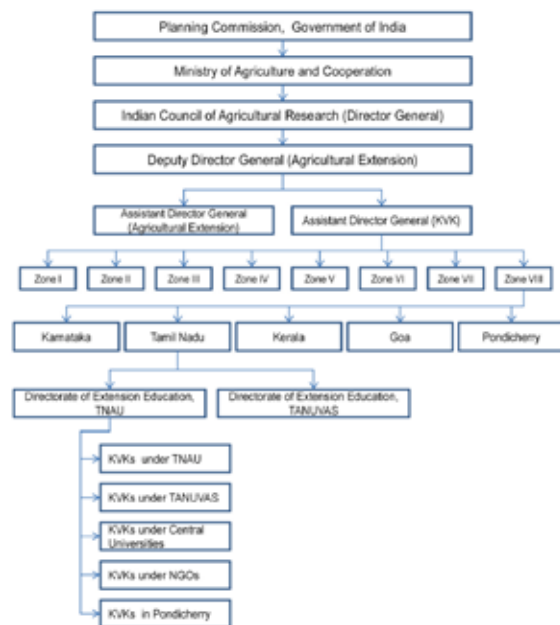 Planning Commission, Government of India
Ministry of Agriculture and Cooperation
Indian Council of Agricultural Research (Director General)
Deputy Director General (Agricultural Extension)
Assistant Director General
(Agricultural Extension)
Assistant Director General (KVK)
Zone I
Zone II
Zone III
Zone IV
Zone V
Zone VI
Zone VII
Zone VIII
Karnataka
Tamil Nadu
Kerala
Goa
Pondicherry
Directorate of Extension Education,
TNAU
Directorate of Extension Education,
TANUVAS
KVKs under TNAU
KVKs under TANUVAS
KVKs under Central
Universities
KVKs under NGOs
KVKs in Pondicherry